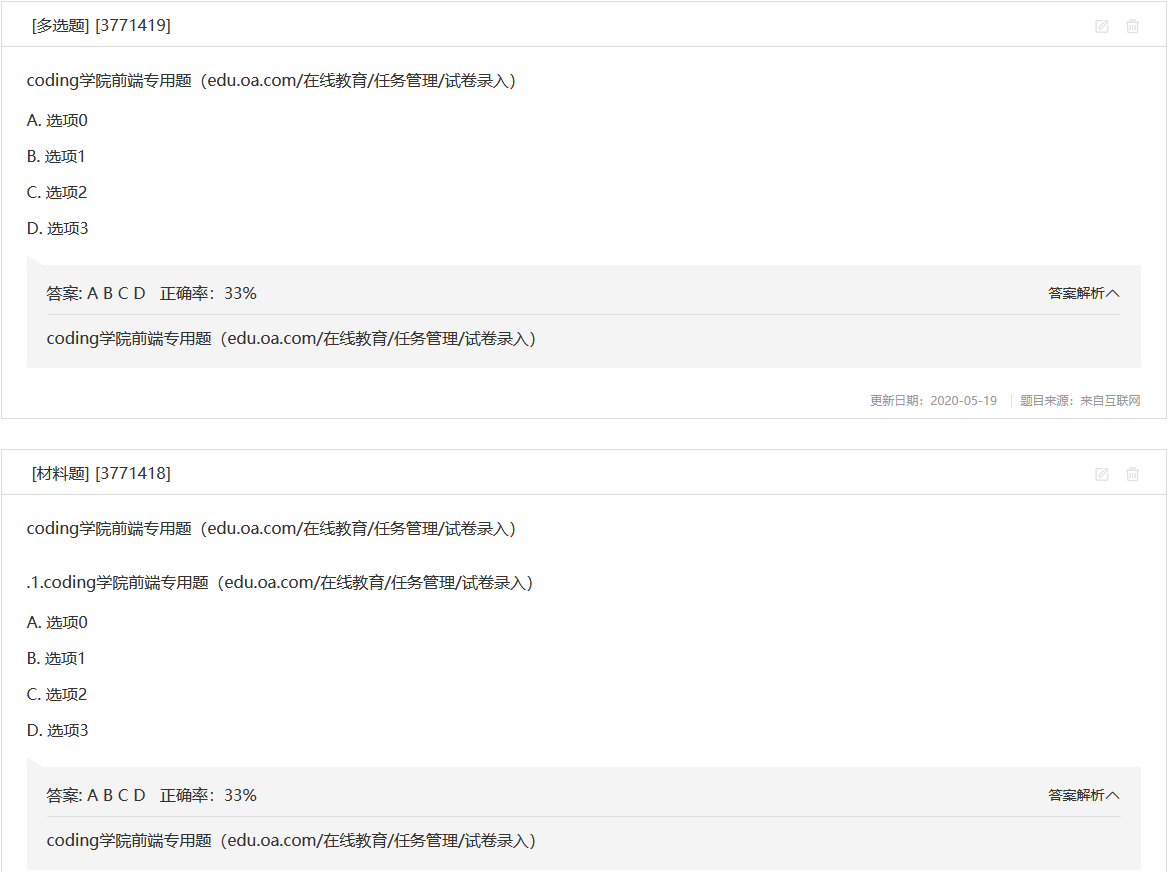 [多选题] [3771419]
coding学院前端专用题（edu.oa.com/在线教育/任务管理/试卷录入）
A. 选项0
B. 选项1
C. 选项2
D. 选项3
答案: A B C D 正确率：33% 答案解析
coding学院前端专用题（edu.oa.com/在线教育/任务管理/试卷录入）
更新日期：2020-05-19 题目来源：来自互联网
[材料题] [3771418]
coding学院前端专用题（edu.oa.com/在线教育/任务管理/试卷录入）
.1.coding学院前端专用题（edu.oa.com/在线教育/任务管理/试卷录入）
A. 选项0
B. 选项1
C. 选项2
D. 选项3
答案: A B C D 正确率：33% 答案解析
coding学院前端专用题（edu.oa.com/在线教育/任务管理/试卷录入）